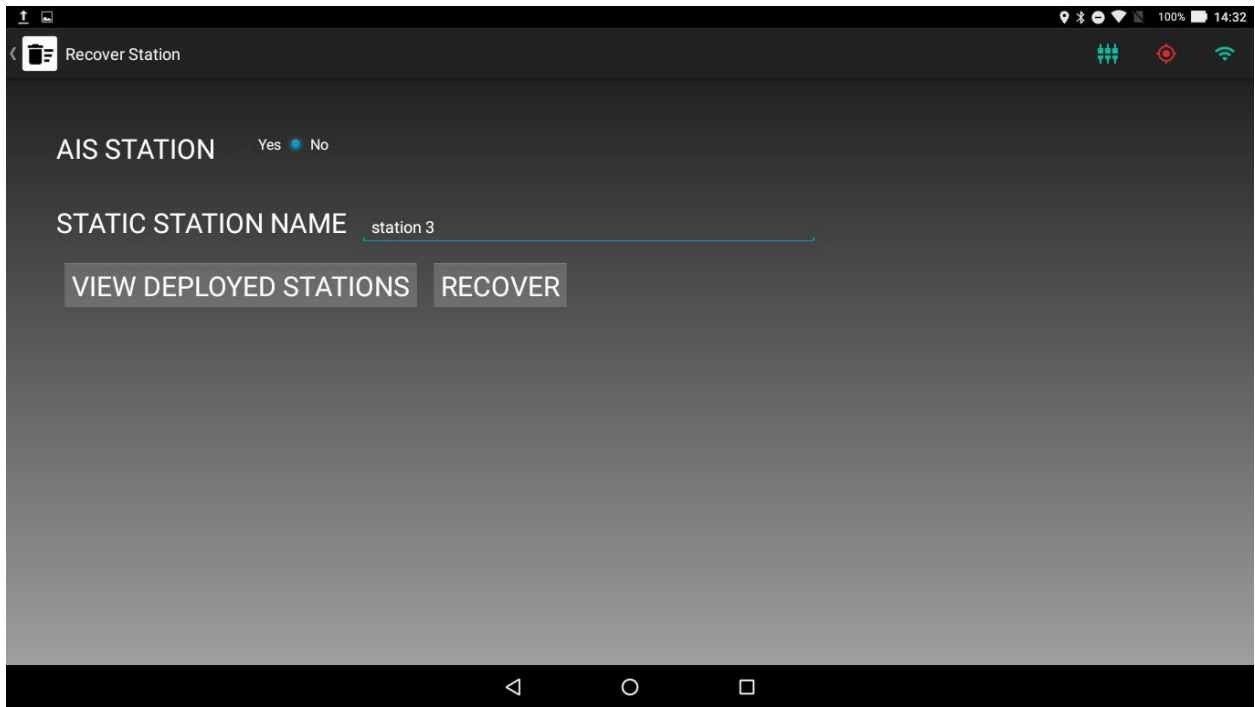 100% 14:32
Recover Station
AIS STATION Yes No
STATIC STATION NAME station 3
VIEW DEPLOYED STATIONS RECOVER